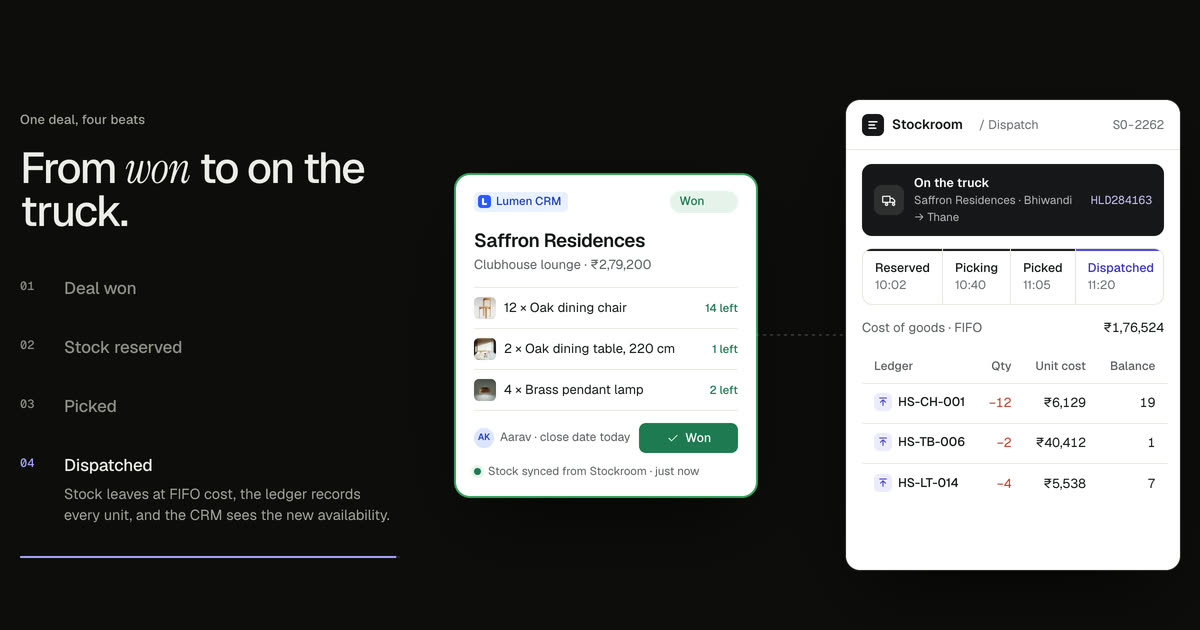 One deal, four beats
From won to on the
truck.
01 Deal won
02 Stock reserved
03 Picked
04 Dispatched
Stock leaves at FIFO cost, the ledger records
every unit, and the CRM sees the new availability.
L Lumen CRM Won
Saffron Residences
Clubhouse lounge · ₹2,79,200
12 × Oak dining chair 14 left
2 × Oak dining table, 220 cm 1 left
4 × Brass pendant lamp 2 left
AK Aarav · close date today ✓ Won
Stock synced from Stockroom · just now
Stockroom / Dispatch SO-2262
On the truck
Saffron Residences · Bhiwandi HLD284163
→ Thane
Reserved Picking Picked Dispatched
10:02 10:40 11:05 11:20
Cost of goods · FIFO ₹1,76,524
Ledger Qty Unit cost Balance
HS-CH-001 −12 ₹6,129 19
HS-TB-006 −2 ₹40,412 1
HS-LT-014 −4 ₹5,538 7